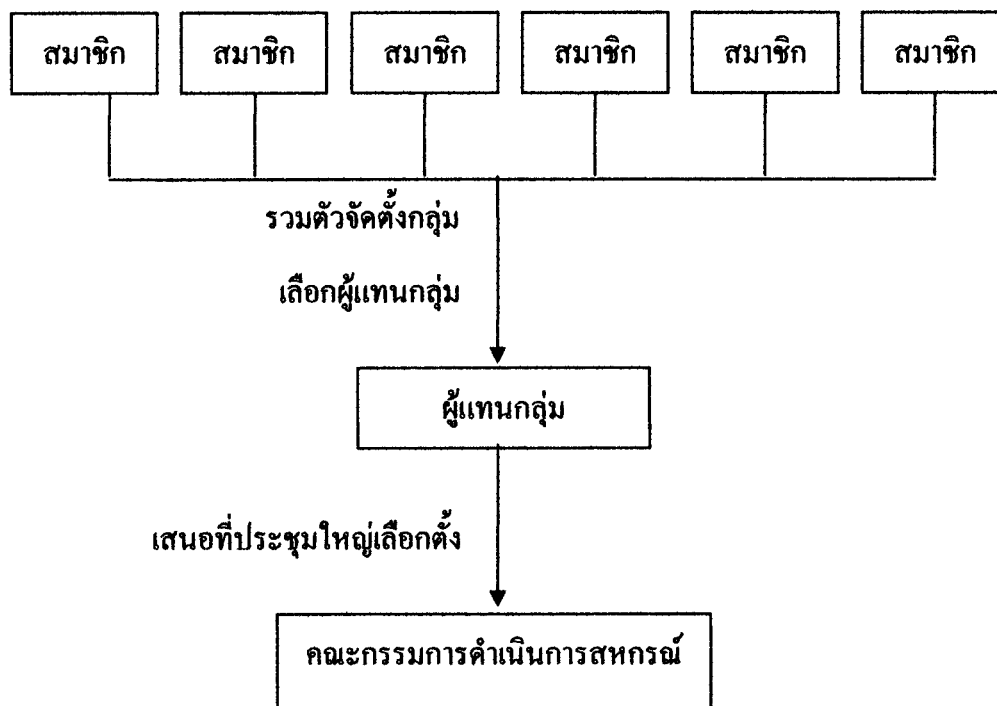 สมาชิก สมาชิก สมาชิก สมาชิก สมาชิก สมาชิก
รวมตัวจัดตั้งกลุ่ม
เลือกผู้แทนกลุ่ม
ผู้แทนกลุ่ม
เสนอที่ประชุมใหญ่เลือกตั้ง
คณะกรรมการดำเนินการสหกรณ์